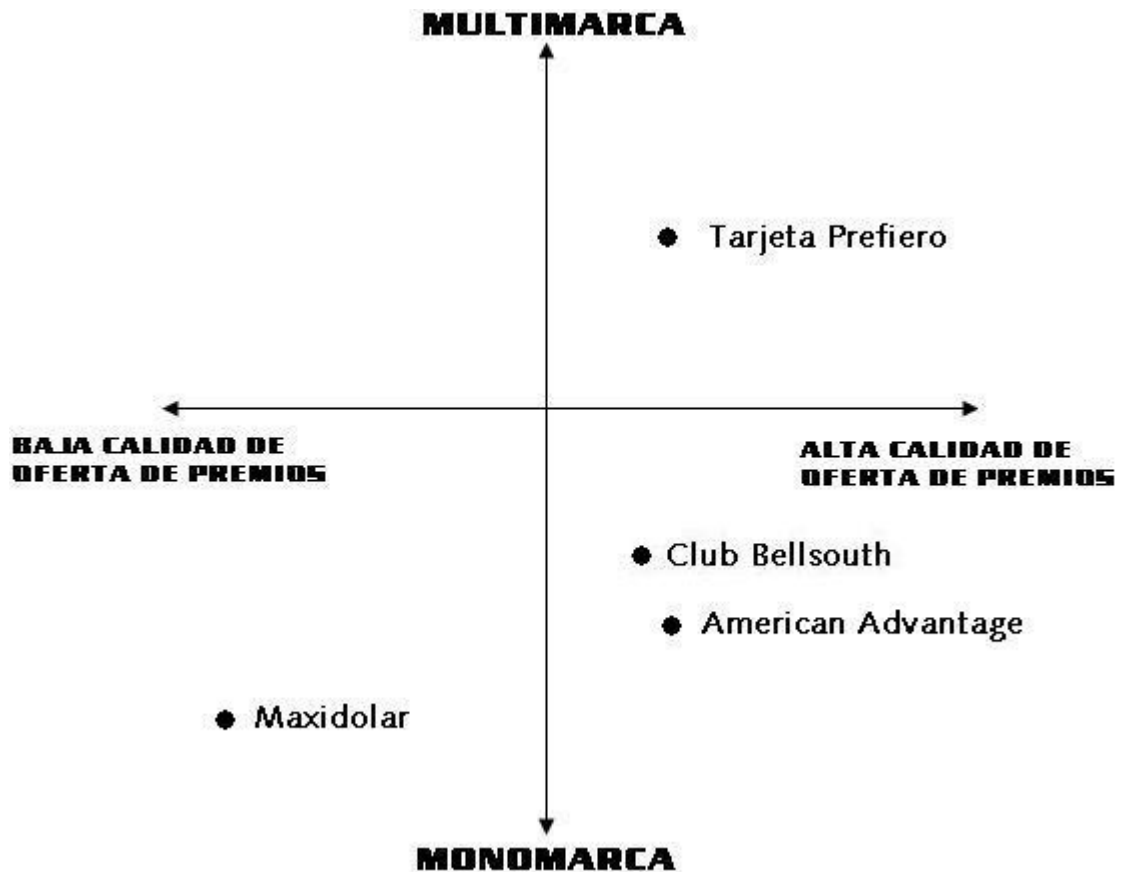 MULTIMARCA
Tarjeta Prefiero
BAJA CALIDAD DE
OFERTA DE PREMIOS
ALTA CALIDAD DE
OFERTA DE PREMIOS
Club Bellsouth
American Advantage
Maxidolar
MONOMARCA